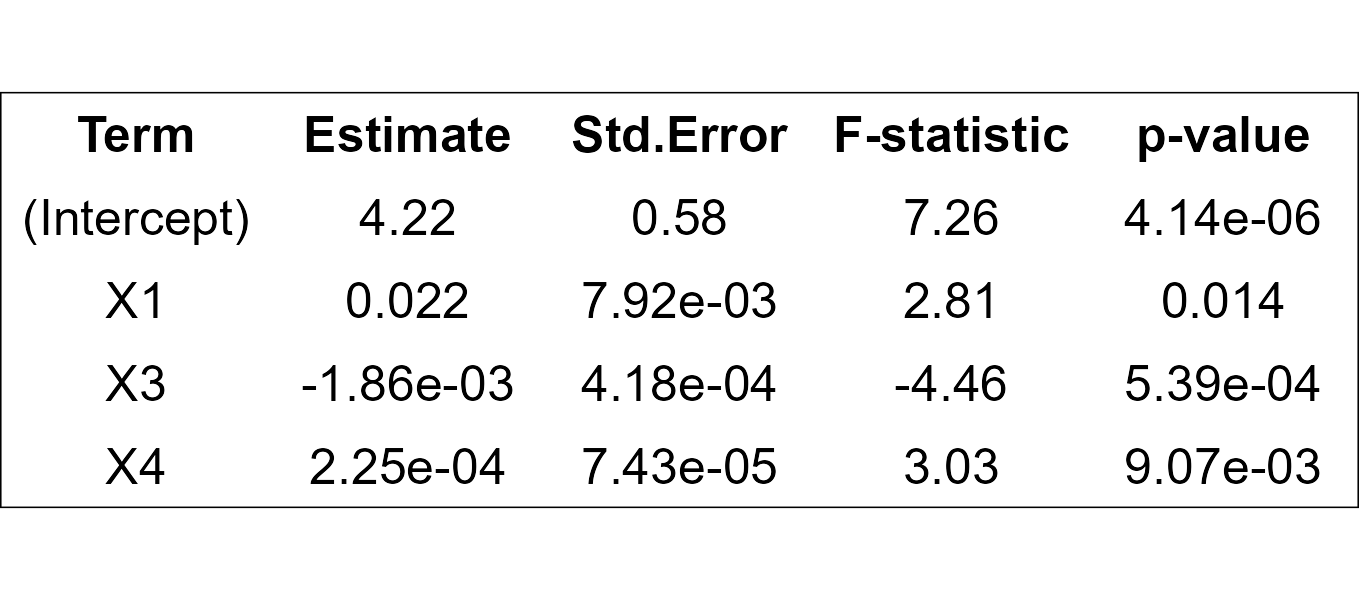 Term Estimate Std.Error F-statistic p-value
(Intercept) 4.22 0.58 7.26 4.14e-06
X1 0.022 7.92e-03 2.81 0.014
X3 -1.86e-03 4.18e-04 -4.46 5.39e-04
X4 2.25e-04 7.43e-05 3.03 9.07e-03